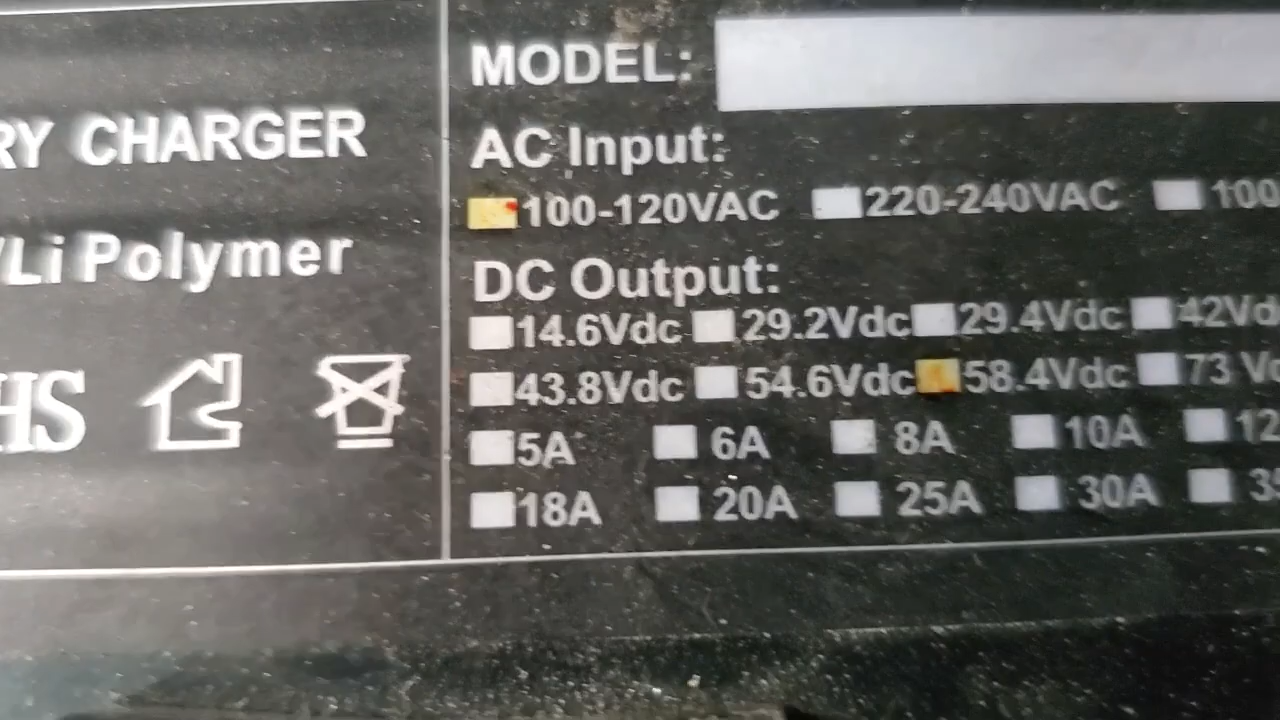 RY CHARGER
/Li Polymer
HS
MODEL:
AC Input:
100-120VAC 220-240VAC 100
DC Output:
14.6Vdc 29.2Vdc 29.4Vdc 42Vd
43.8Vdc 54.6Vdc 58.4Vdc 73 Vd
5A 6A 8A 10A 12
18A 20A 25A 30A